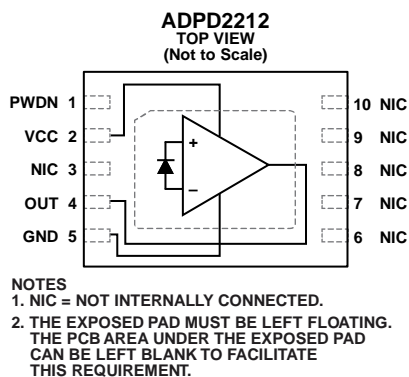 ADPD2212
TOP VIEW
(Not to Scale)
PWDN 1
VCC 2
NIC 3
OUT 4
GND 5
+
–
10 NIC
9 NIC
8 NIC
7 NIC
6 NIC
NOTES
1. NIC = NOT INTERNALLY CONNECTED.
2. THE EXPOSED PAD MUST BE LEFT FLOATING.
THE PCB AREA UNDER THE EXPOSED PAD
CAN BE LEFT BLANK TO FACILITATE
THIS REQUIREMENT.